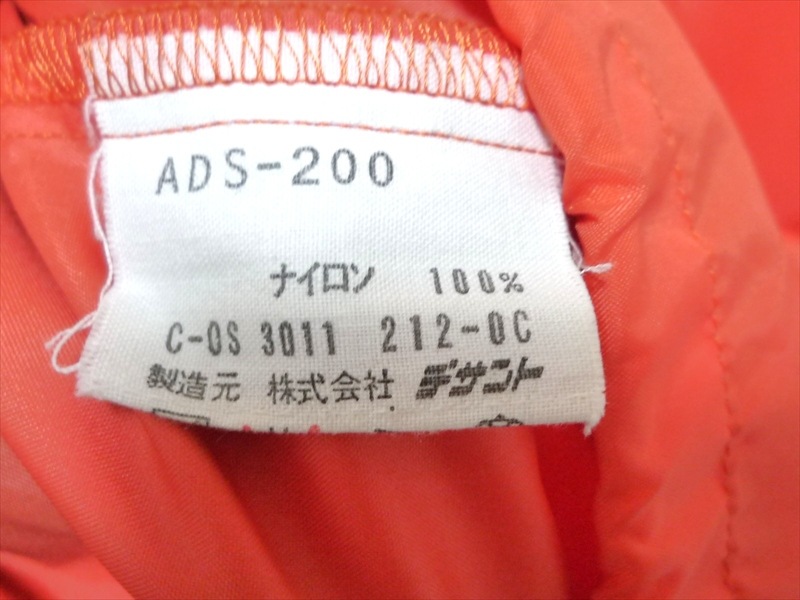 ADS-200
ナイロン 100%
C-0S 3011 212-0C
製造元 株式会社 デサント